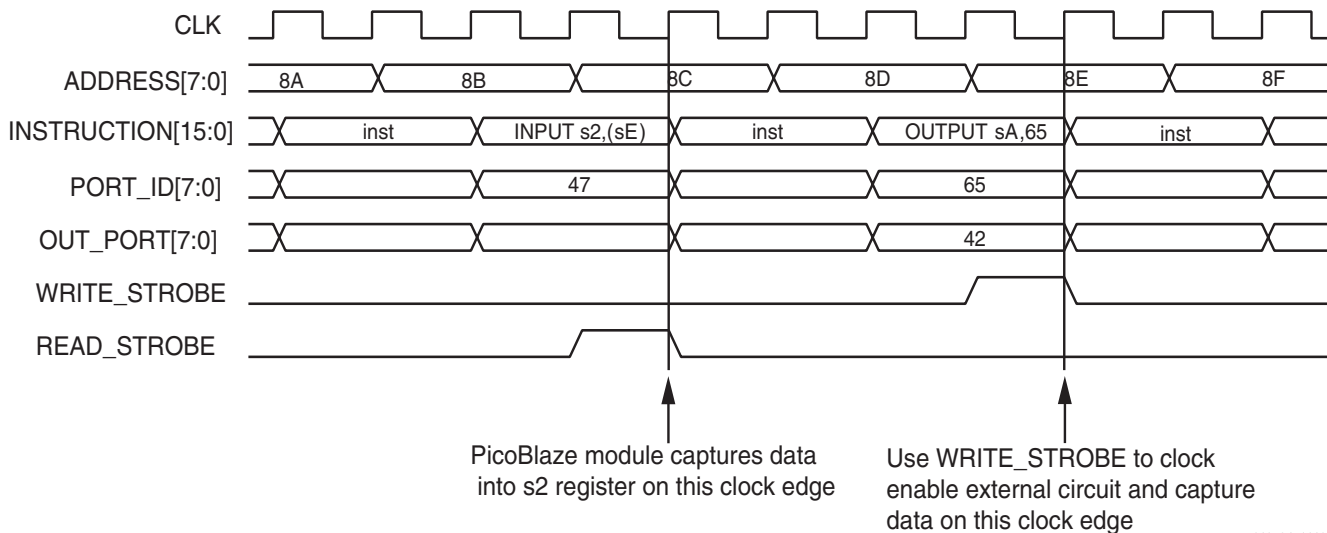 CLK
ADDRESS[7:0] 8A 8B 8C 8D 8E 8F
INSTRUCTION[15:0] inst INPUT s2,(sE) inst OUTPUT sA,65 inst
PORT_ID[7:0] 47 65
OUT_PORT[7:0] 42
WRITE_STROBE
READ_STROBE
PicoBlaze module captures data
into s2 register on this clock edge
Use WRITE_STROBE to clock
enable external circuit and capture
data on this clock edge